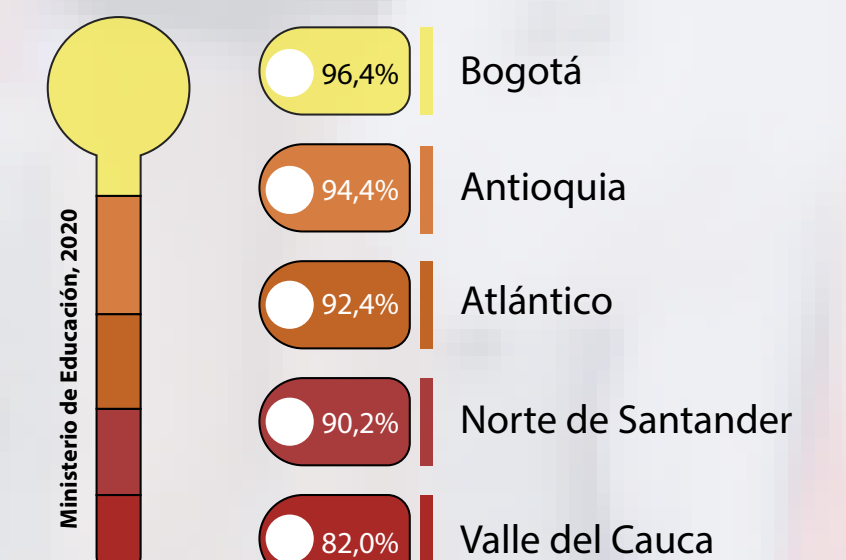 96,4% Bogotá
94,4% Antioquia
92,4% Atlántico
90,2% Norte de Santander
82,0% Valle del Cauca
Ministerio de Educación, 2020